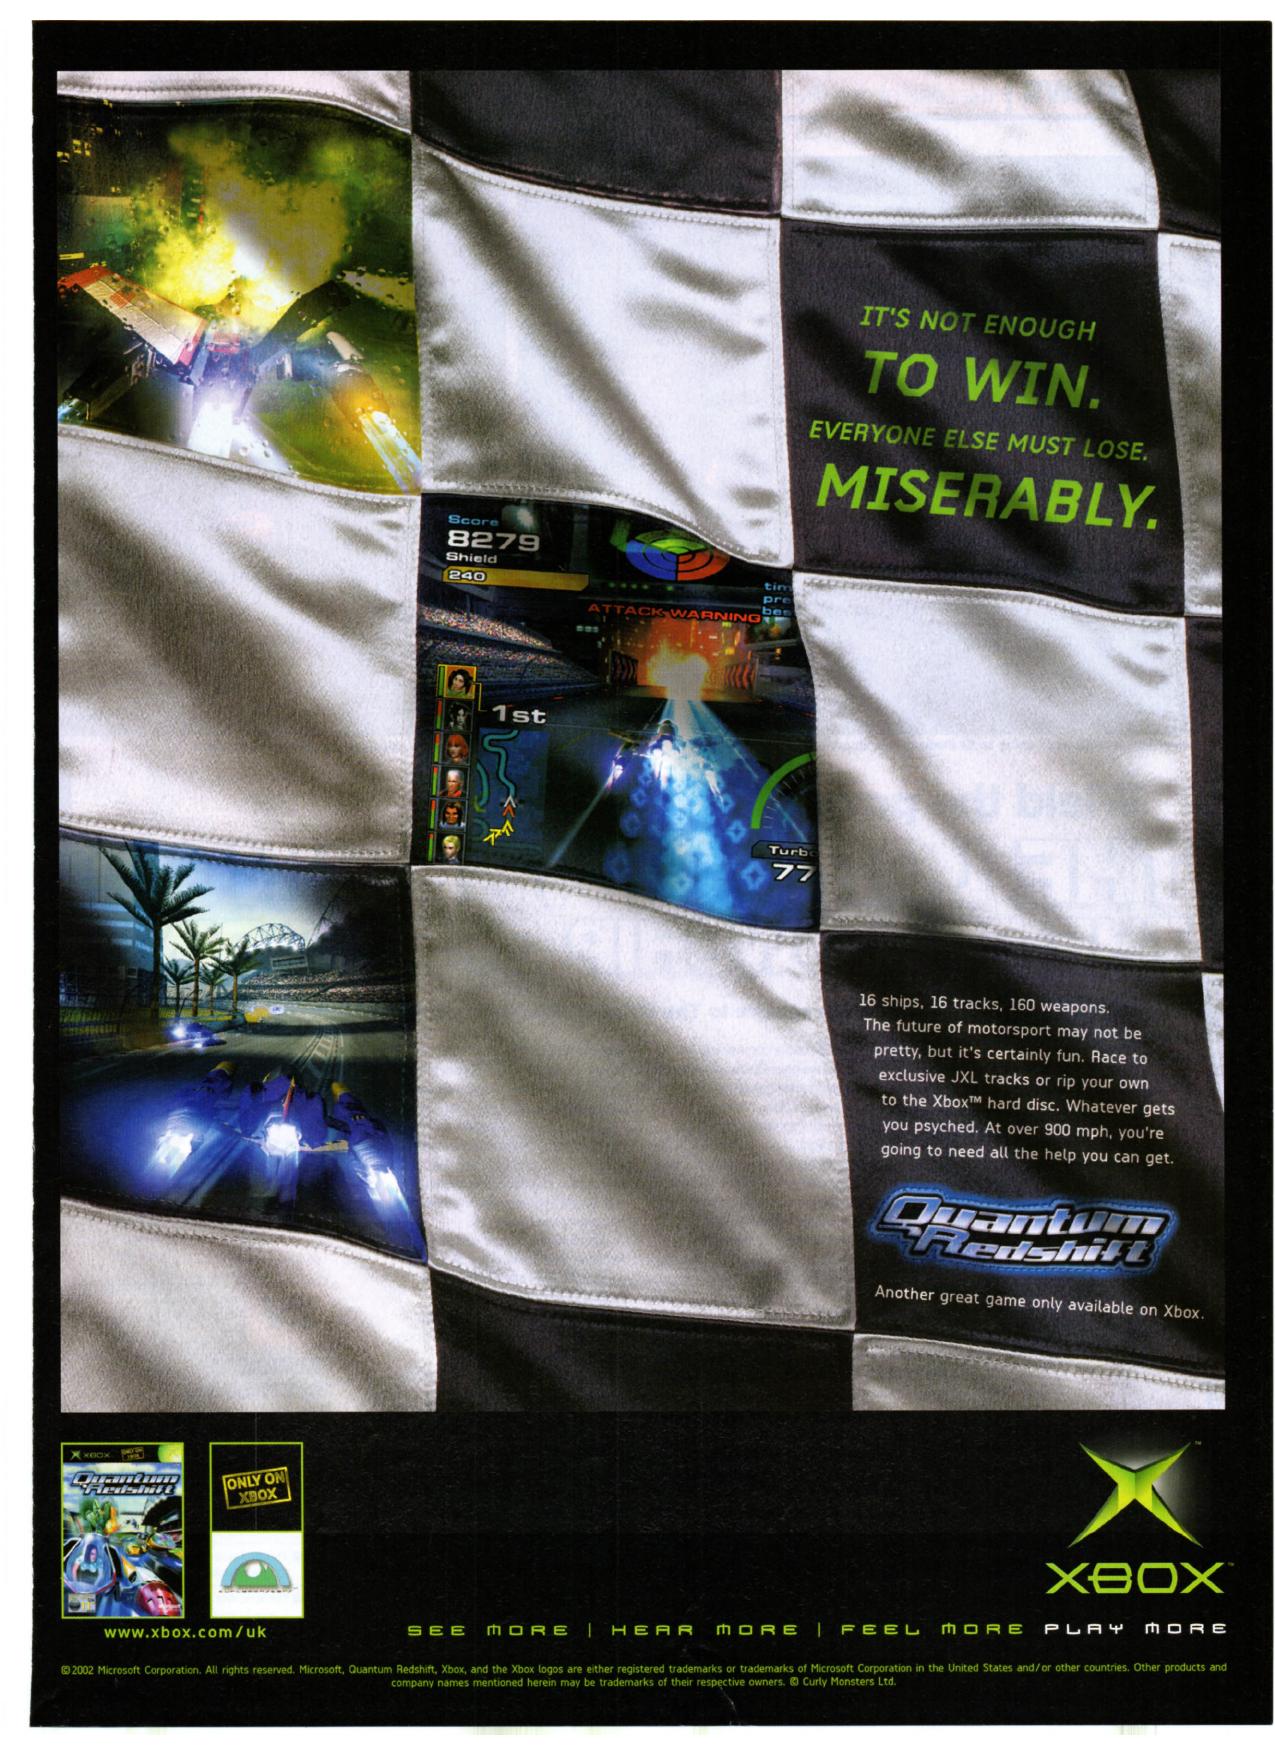 IT'S NOT ENOUGH
TO WIN.
EVERYONE ELSE MUST LOSE.
MISERABLY.
Score
8279
Shield
240
ATTACK WARNING
1st
Turbo
77
16 ships, 16 tracks, 160 weapons.
The future of motorsport may not be
pretty, but it's certainly fun. Race to
exclusive JXL tracks or rip your own
to the Xbox™ hard disc. Whatever gets
you psyched. At over 900 mph, you're
going to need all the help you can get.
Quantum
Redshift
Another great game only available on Xbox.
XBOX
Quantum
Redshift
ONLY ON
XBOX
XBOX™
www.xbox.com/uk
SEE MORE | HEAR MORE | FEEL MORE PLAY MORE
©2002 Microsoft Corporation. All rights reserved. Microsoft, Quantum Redshift, Xbox, and the Xbox logos are either registered trademarks or trademarks of Microsoft Corporation in the United States and/or other countries. Other products and
company names mentioned herein may be trademarks of their respective owners. © Curly Monsters Ltd.